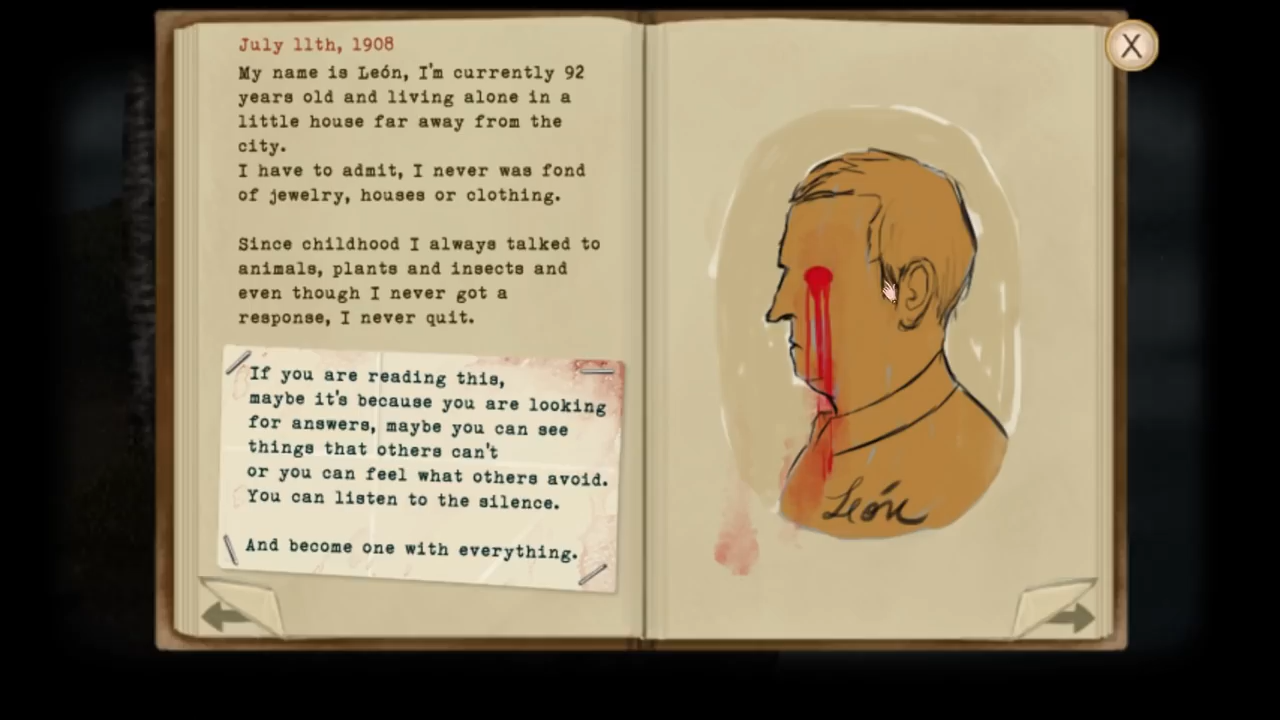 July 11th, 1908
My name is León, I'm currently 92
years old and living alone in a
little house far away from the
city.
I have to admit, I never was fond
of jewelry, houses or clothing.
Since childhood I always talked to
animals, plants and insects and
even though I never got a
response, I never quit.
If you are reading this,
maybe it's because you are looking
for answers, maybe you can see
things that others can't
or you can feel what others avoid.
You can listen to the silence.
And become one with everything.
León
X